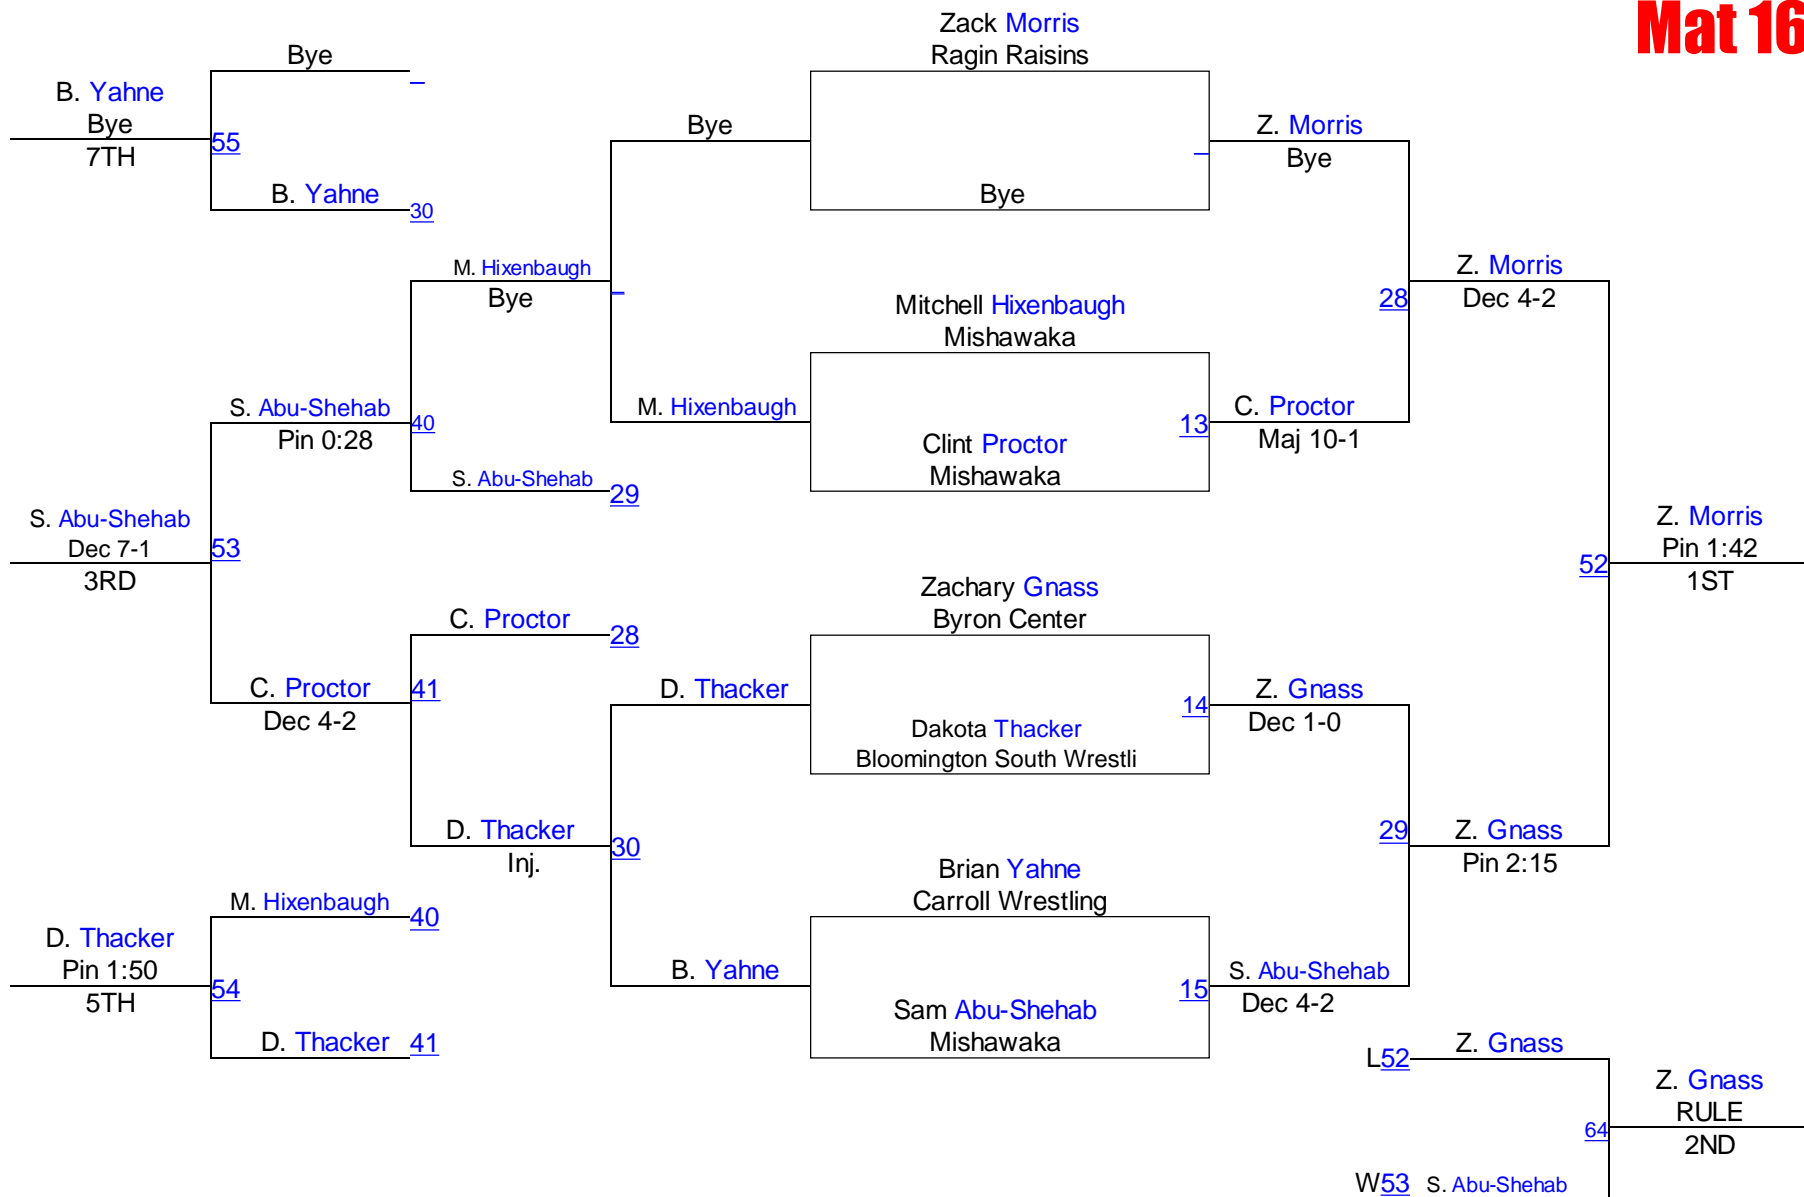 Mat 16
Zack Morris
Ragin Raisins
Bye
B. Yahne
Bye
7TH
55
B. Yahne
30
Bye
Z. Morris
Bye
Bye
M. Hixenbaugh
Bye
Z. Morris
Dec 4-2
28
Mitchell Hixenbaugh
Mishawaka
S. Abu-Shehab
Pin 0:28
40
M. Hixenbaugh
13
C. Proctor
Maj 10-1
Clint Proctor
Mishawaka
S. Abu-Shehab
29
S. Abu-Shehab
Dec 7-1
3RD
53
Z. Morris
Pin 1:42
1ST
52
Zachary Gnass
Byron Center
C. Proctor
28
C. Proctor
Dec 4-2
41
D. Thacker
14
Z. Gnass
Dec 1-0
Dakota Thacker
Bloomington South Wrestli
D. Thacker
Inj.
30
29
Z. Gnass
Pin 2:15
Brian Yahne
Carroll Wrestling
M. Hixenbaugh
40
D. Thacker
Pin 1:50
5TH
54
B. Yahne
15
S. Abu-Shehab
Dec 4-2
Sam Abu-Shehab
Mishawaka
D. Thacker
41
L52
Z. Gnass
Z. Gnass
RULE
2ND
64
W53
S. Abu-Shehab